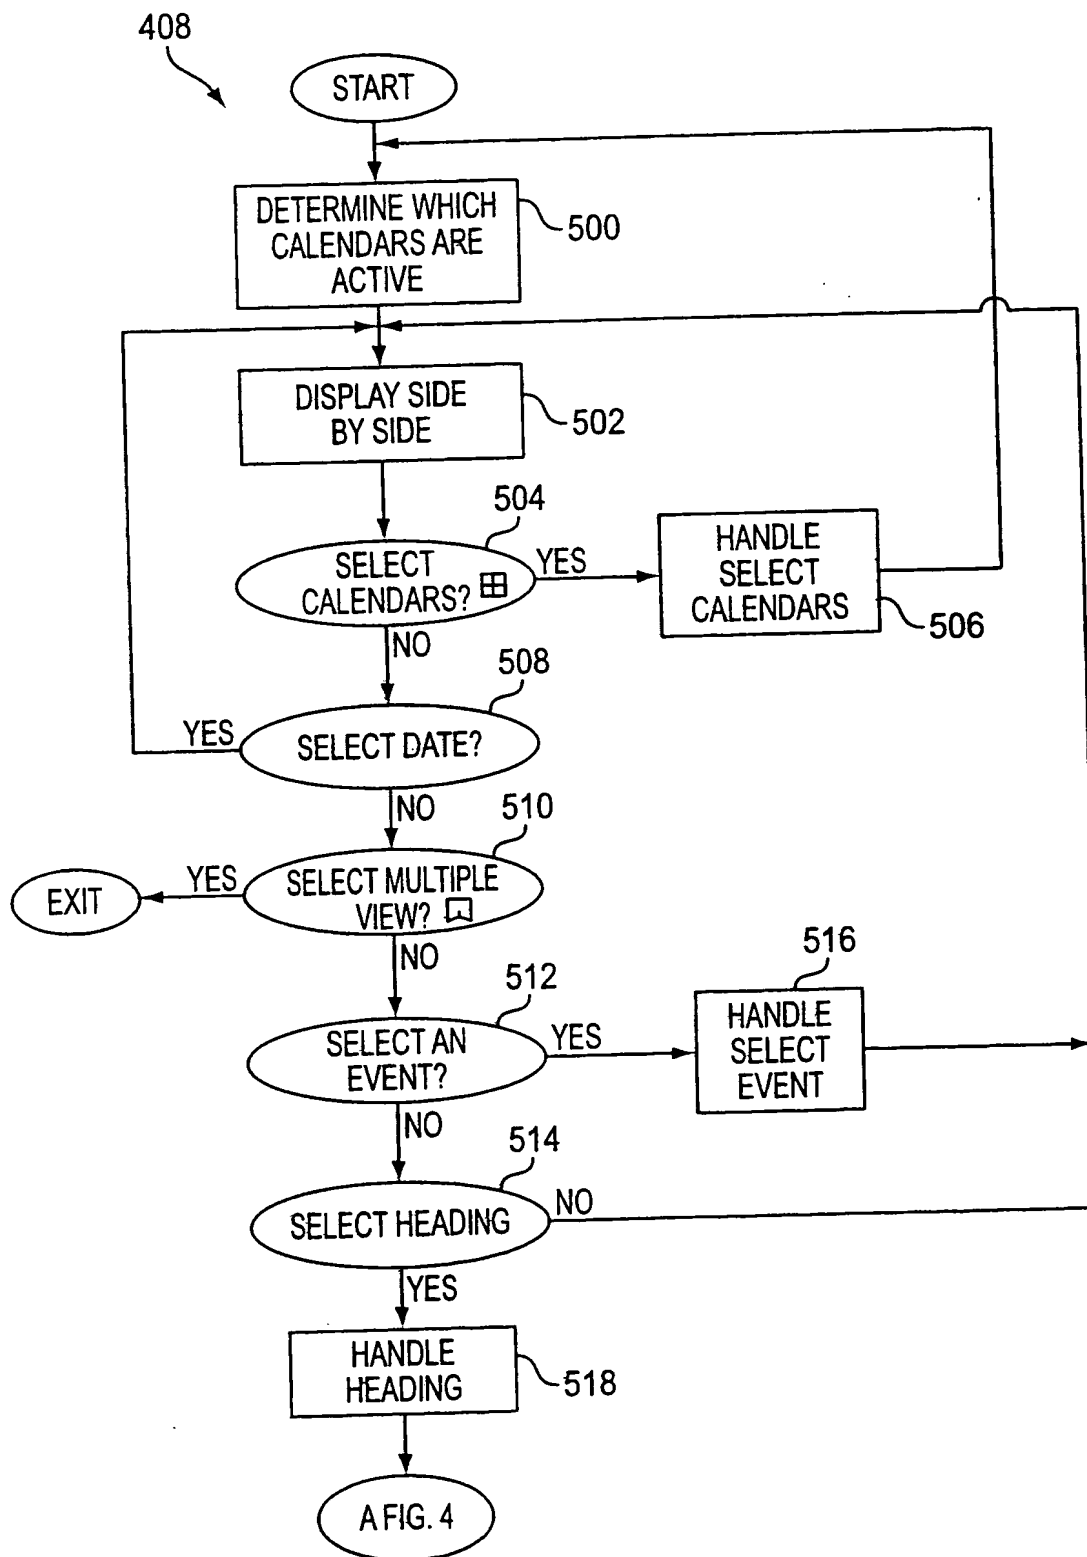 408
START
DETERMINE WHICH
CALENDARS ARE
ACTIVE
500
DISPLAY SIDE
BY SIDE
502
504
SELECT
CALENDARS?
YES
HANDLE
SELECT
CALENDARS
506
NO
508
YES
SELECT DATE?
NO
510
EXIT
YES
SELECT MULTIPLE
VIEW?
NO
512
516
SELECT AN
EVENT?
YES
HANDLE
SELECT
EVENT
NO
514
SELECT HEADING
NO
YES
HANDLE
HEADING
518
A FIG. 4